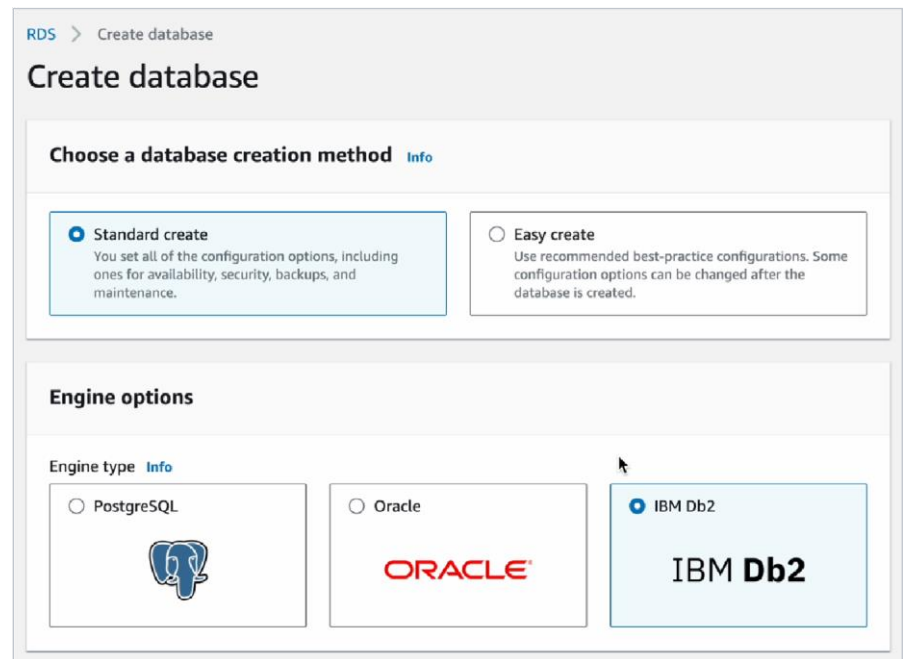 RDS > Create database
Create database
Choose a database creation method Info
Standard create
You set all of the configuration options, including
ones for availability, security, backups, and
maintenance.
Easy create
Use recommended best-practice configurations. Some
configuration options can be changed after the
database is created.
Engine options
Engine type Info
PostgreSQL
Oracle
ORACLE
IBM Db2
IBM Db2